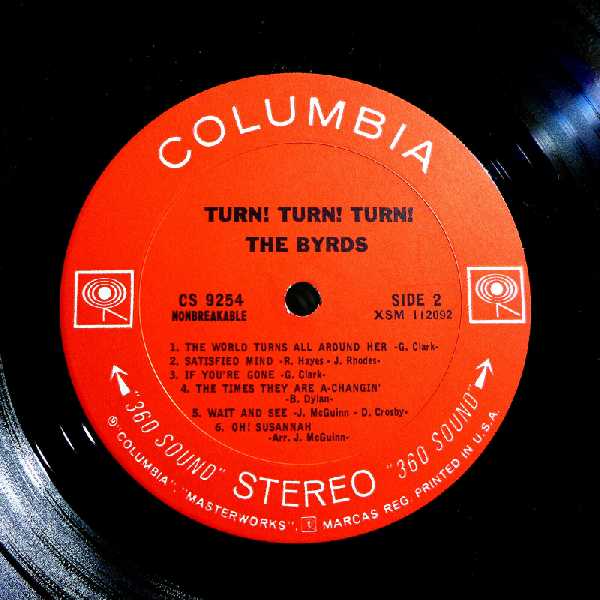 COLUMBIA
TURN! TURN! TURN!
THE BYRDS
CS 9254
NONBREAKABLE
SIDE 2
XSM 112092
1. THE WORLD TURNS ALL AROUND HER -G. Clark-
2. SATISFIED MIND -R. Hayes - J. Rhodes-
3. IF YOU'RE GONE -G. Clark-
4. THE TIMES THEY ARE A-CHANGIN'
-B. Dylan-
5. WAIT AND SEE -J. McGuinn - D. Crosby-
6. OH! SUSANNAH
-Arr. J. McGuinn-
"360 SOUND" STEREO "360 SOUND"
® "COLUMBIA", "MASTERWORKS", MARCAS REG. PRINTED IN U.S.A.